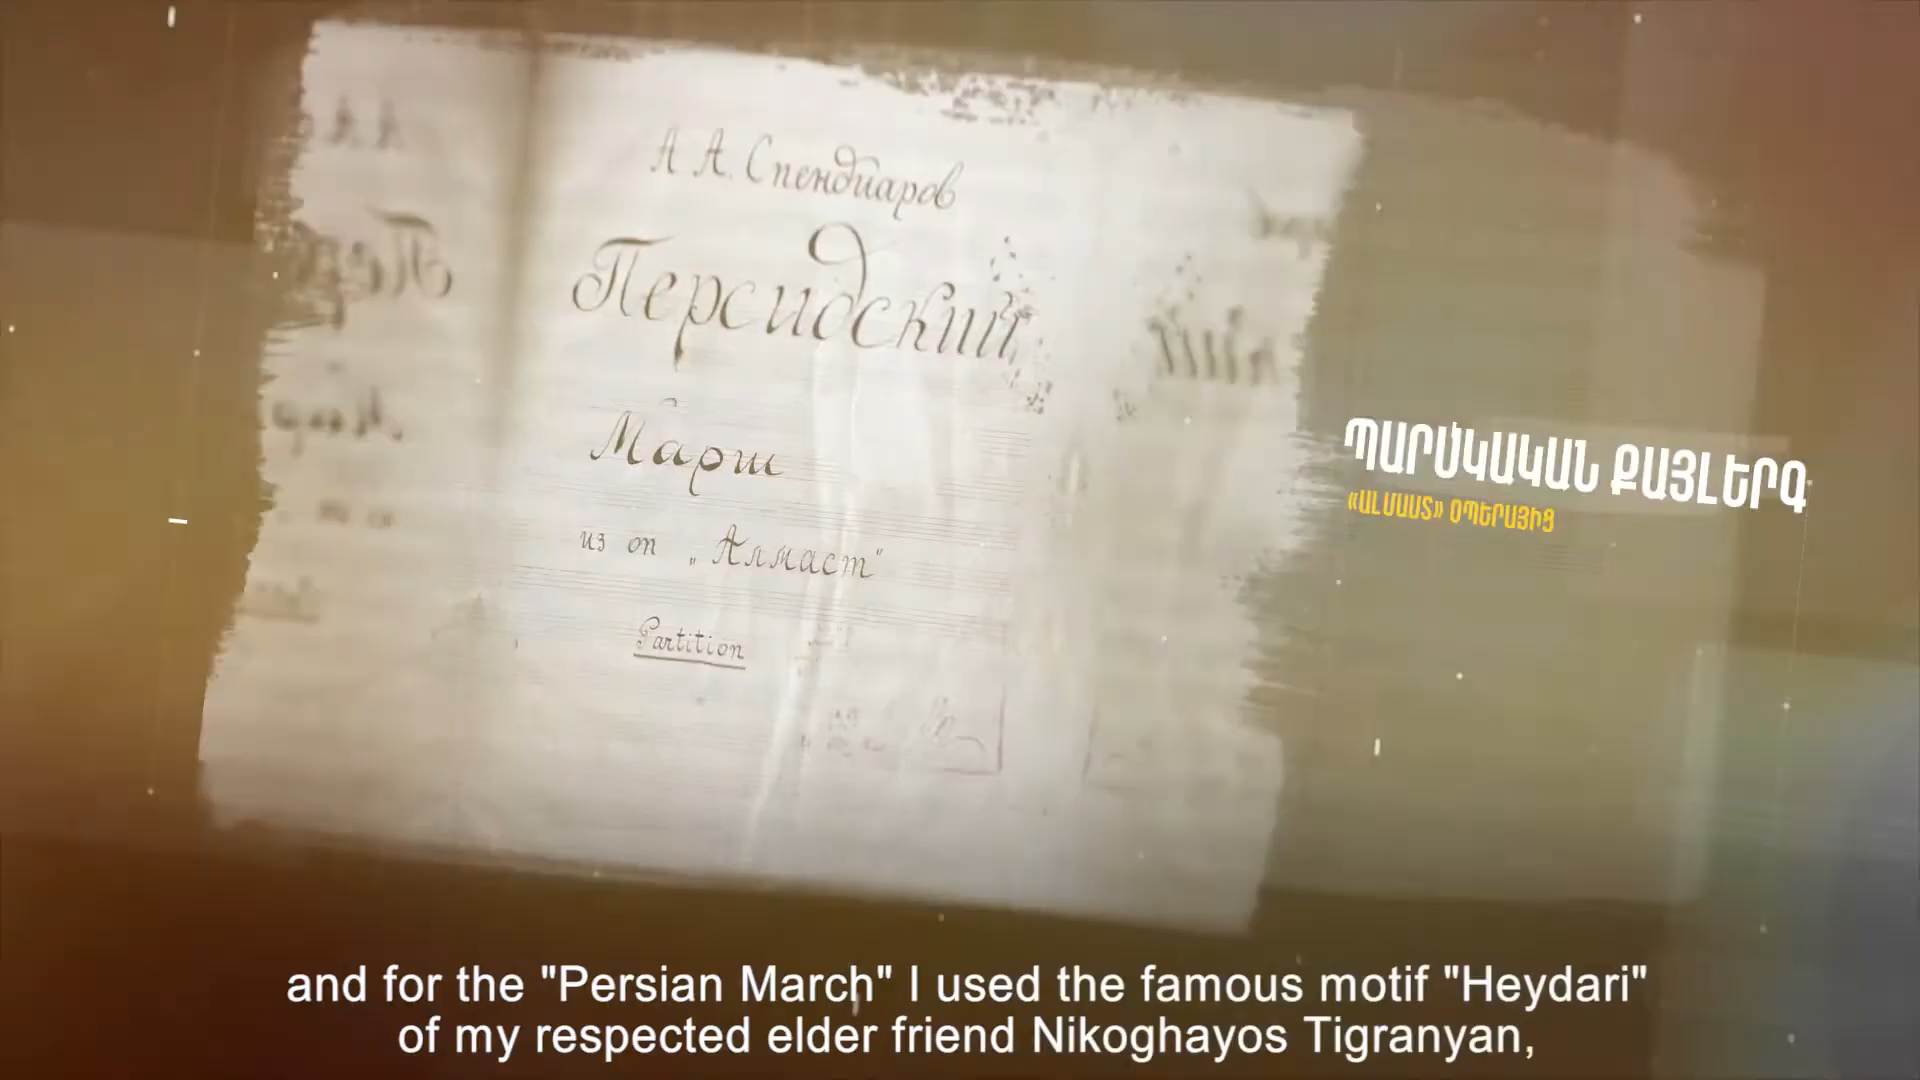 А А. Спендиаров
Персидский
Марш
из оп „Алмаст"
Partition
ՊԱՐՍԿԱԿԱՆ ՔԱՅԼԵՐԳ
«ԱԼՄԱՍՏ» ՕՊԵՐԱՅԻՑ
and for the "Persian March" I used the famous motif "Heydari"
of my respected elder friend Nikoghayos Tigranyan,